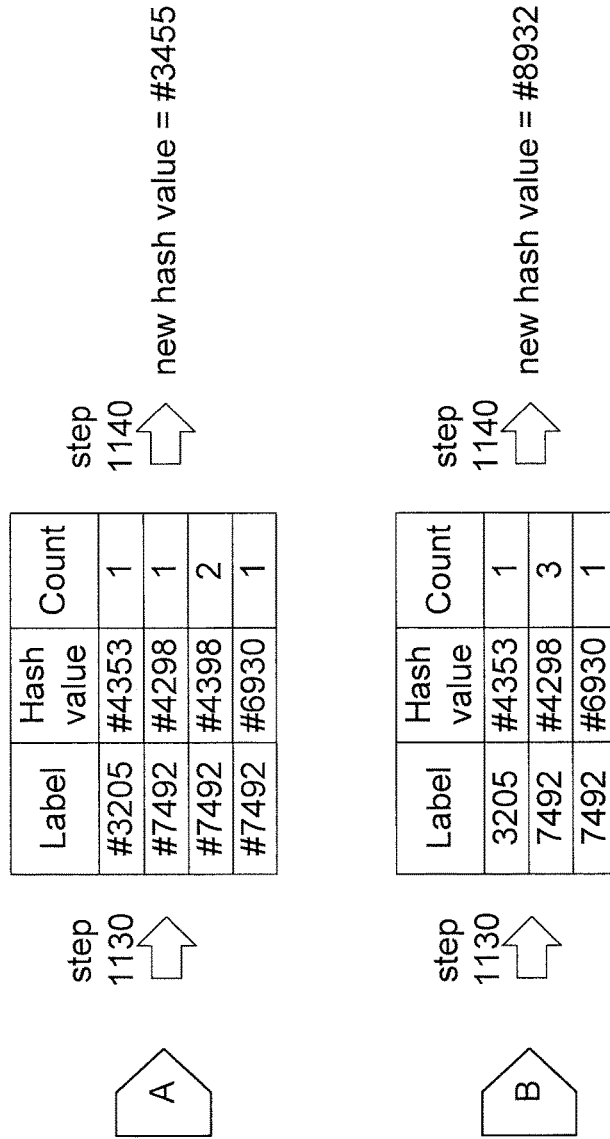 A
step
1130
Label Hash value Count
#3205 #4353 1
#7492 #4298 1
#7492 #4398 2
#7492 #6930 1
step
1140
new hash value = #3455
B
step
1130
Label Hash value Count
3205 #4353 1
7492 #4298 3
7492 #6930 1
step
1140
new hash value = #8932